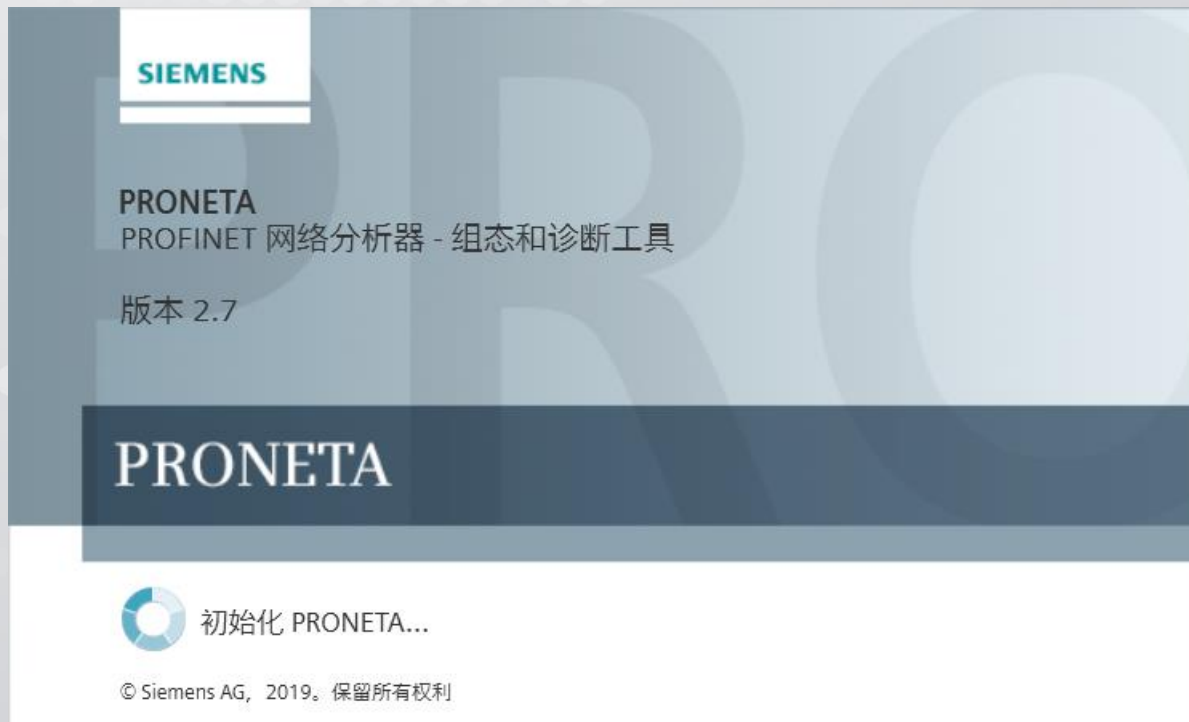 SIEMENS
PRONETA
PROFINET 网络分析器 - 组态和诊断工具
版本 2.7
PRONETA
初始化 PRONETA...
© Siemens AG, 2019。保留所有权利
PRO